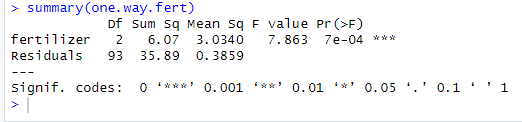 > summary(one.way.fert)
            Df Sum Sq Mean Sq F value Pr(>F)
fertilizer   2   6.07  3.0340   7.863  7e-04 ***
Residuals   93  35.89  0.3859
---
Signif. codes:  0 ‘***’ 0.001 ‘**’ 0.01 ‘*’ 0.05 ‘.’ 0.1 ‘ ’ 1
>